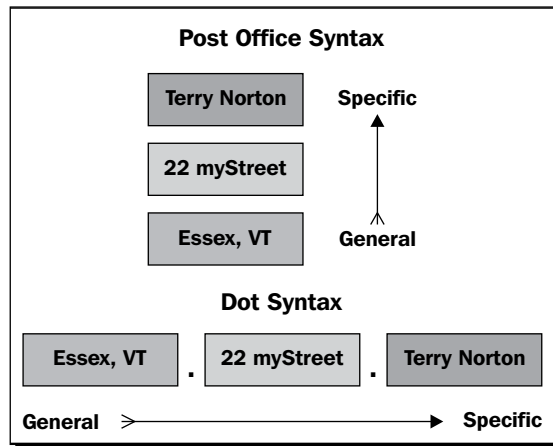 Post Office Syntax
Terry Norton Specific
22 myStreet
Essex, VT General
Dot Syntax
Essex, VT . 22 myStreet . Terry Norton
General Specific